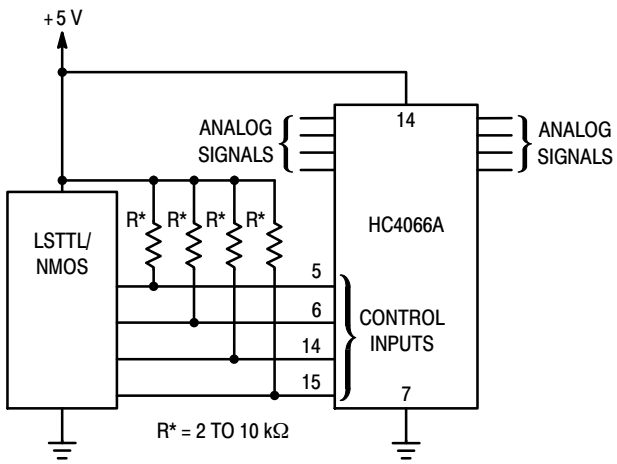 +5 V
ANALOG
SIGNALS
14
ANALOG
SIGNALS
HC4066A
LSTTL/
NMOS
R* R* R* R*
5
6
14
15
CONTROL
INPUTS
7
R* = 2 TO 10 kΩ